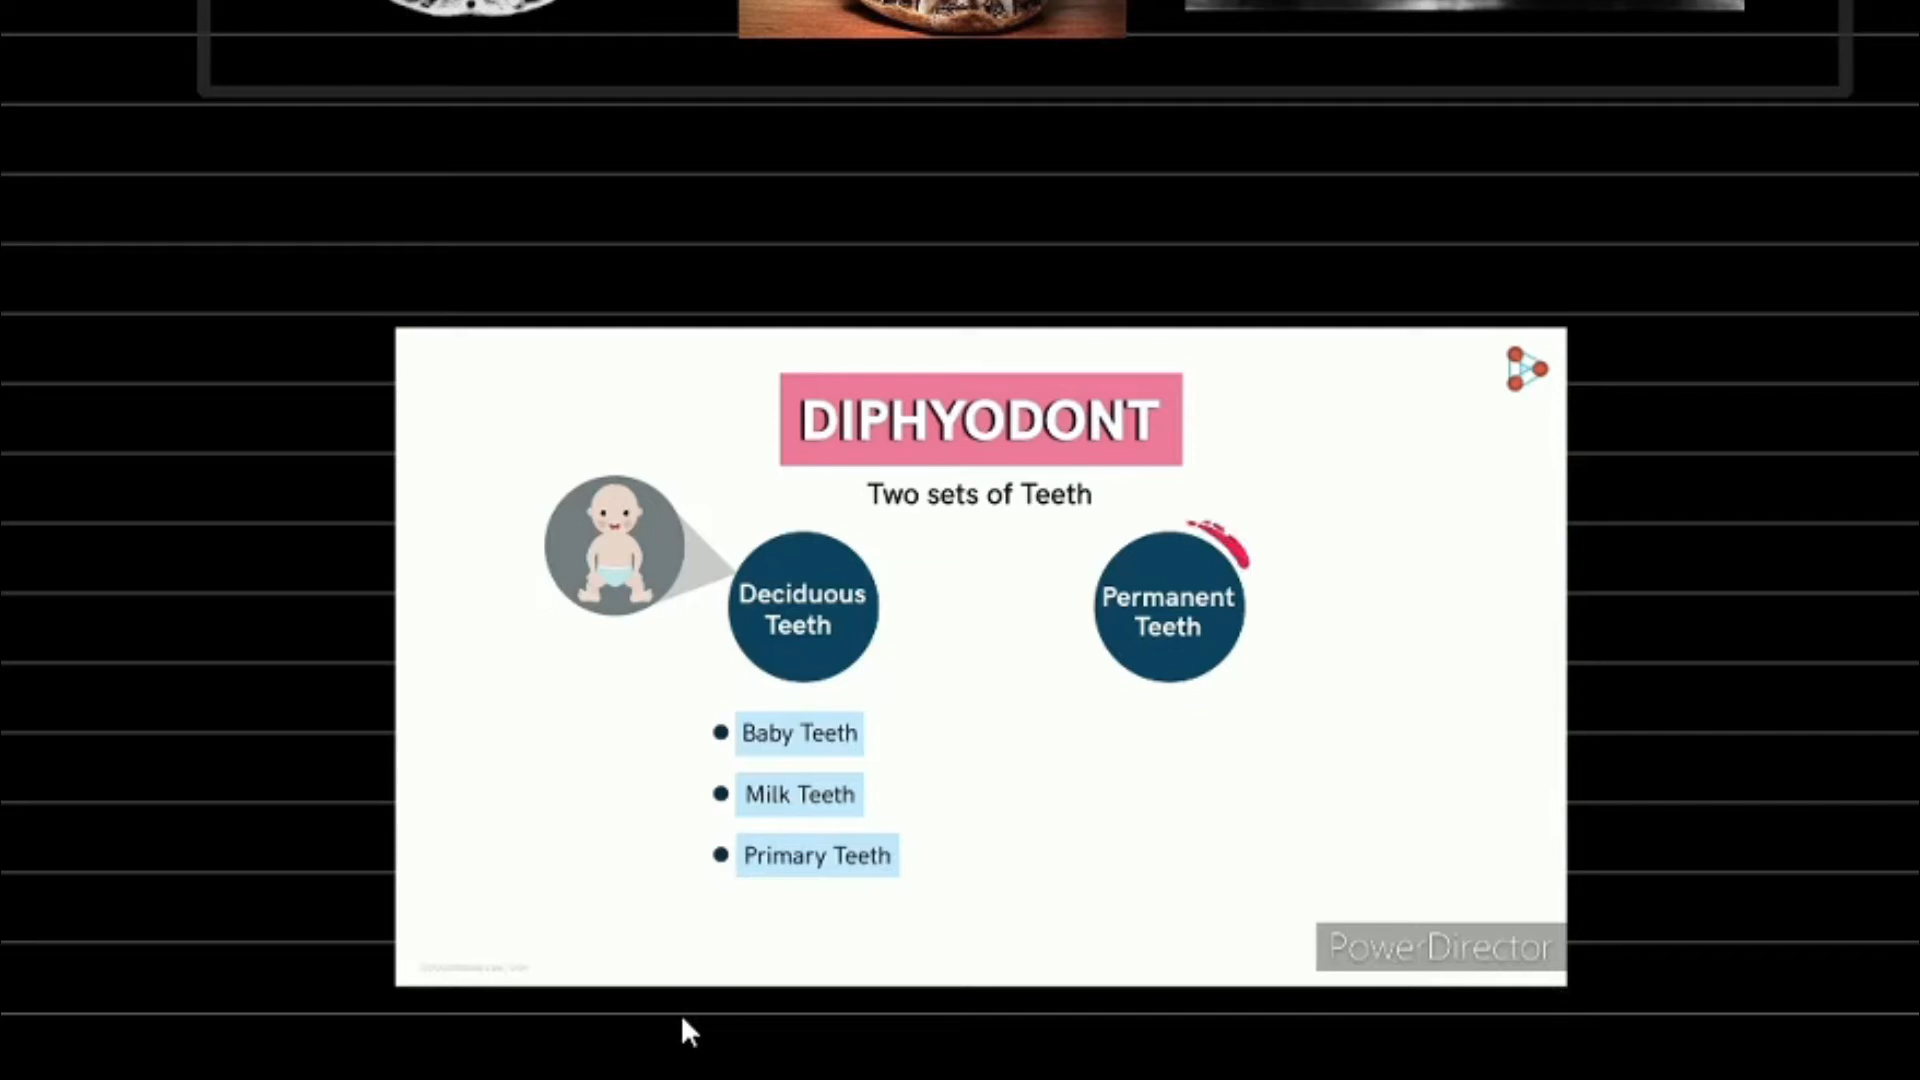 DIPHYODONT
Two sets of Teeth
Deciduous
Teeth
Permanent
Teeth
Baby Teeth
Milk Teeth
Primary Teeth
PowerDirector